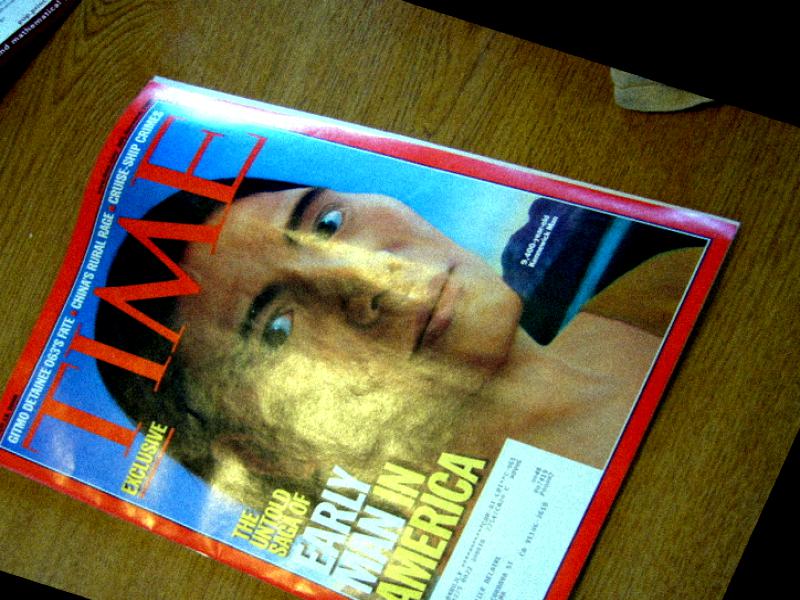 GITMO DETAINEE 063'S FATE • CHINA'S RURAL RAGE • CRUISE-SHIP CRIMES
TIME
9,400-year-old
Kennewick Man
EXCLUSIVE
THE
UNTOLD
SAGA OF
EARLY
MAN IN
AMERICA
and mathematical